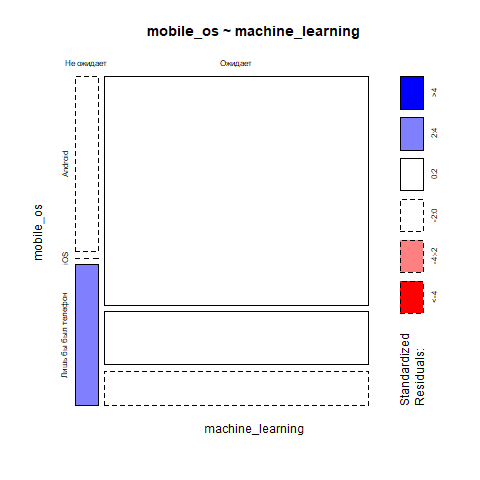 mobile_os ~ machine_learning
Не ожидает
Ожидает
Android
iOS
Лишь бы был телефон
mobile_os
machine_learning
>4
2:4
0:2
-2:0
-4:-2
<-4
Standardized
Residuals: